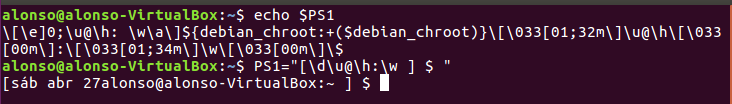 alonso@alonso-VirtualBox:~$ echo $PS1
\[\e]0;\u@\h: \w\a\]${debian_chroot:+($debian_chroot)}\[\033[01;32m\]\u@\h\[\033
[00m\]:\[\033[01;34m\]\w\[\033[00m\]\$
alonso@alonso-VirtualBox:~$ PS1="[\d\u@\h:\w ] $ "
[sáb abr 27alonso@alonso-VirtualBox:~ ] $